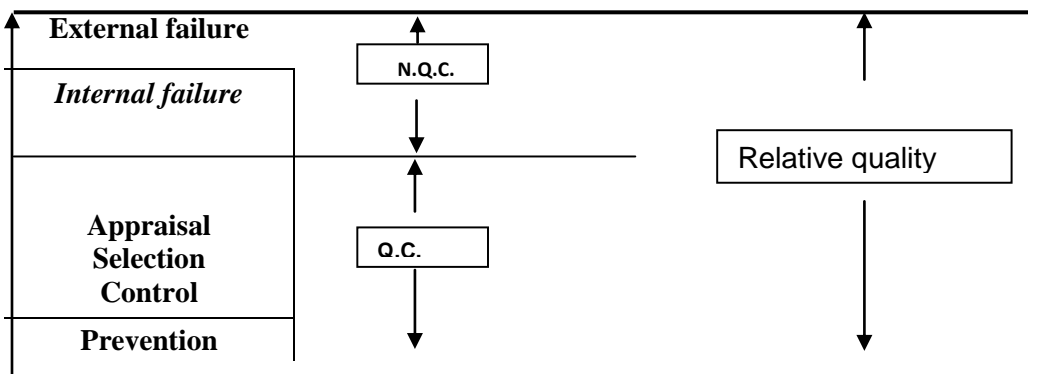 External failure
N.Q.C.
Internal failure
Relative quality
Appraisal
Selection
Control
Q.C.
Prevention